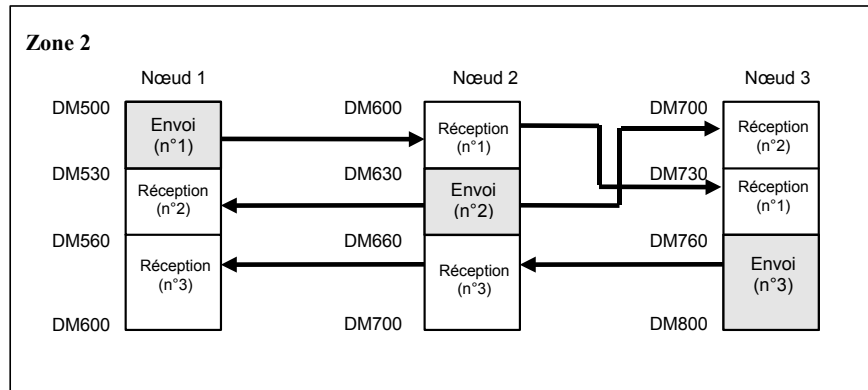 Zone 2
Nœud 1
Nœud 2
Nœud 3
DM500
Envoi
(n°1)
DM530
Réception
(n°2)
DM560
Réception
(n°3)
DM600
DM600
Réception
(n°1)
DM630
Envoi
(n°2)
DM660
Réception
(n°3)
DM700
DM700
Réception
(n°2)
DM730
Réception
(n°1)
DM760
Envoi
(n°3)
DM800